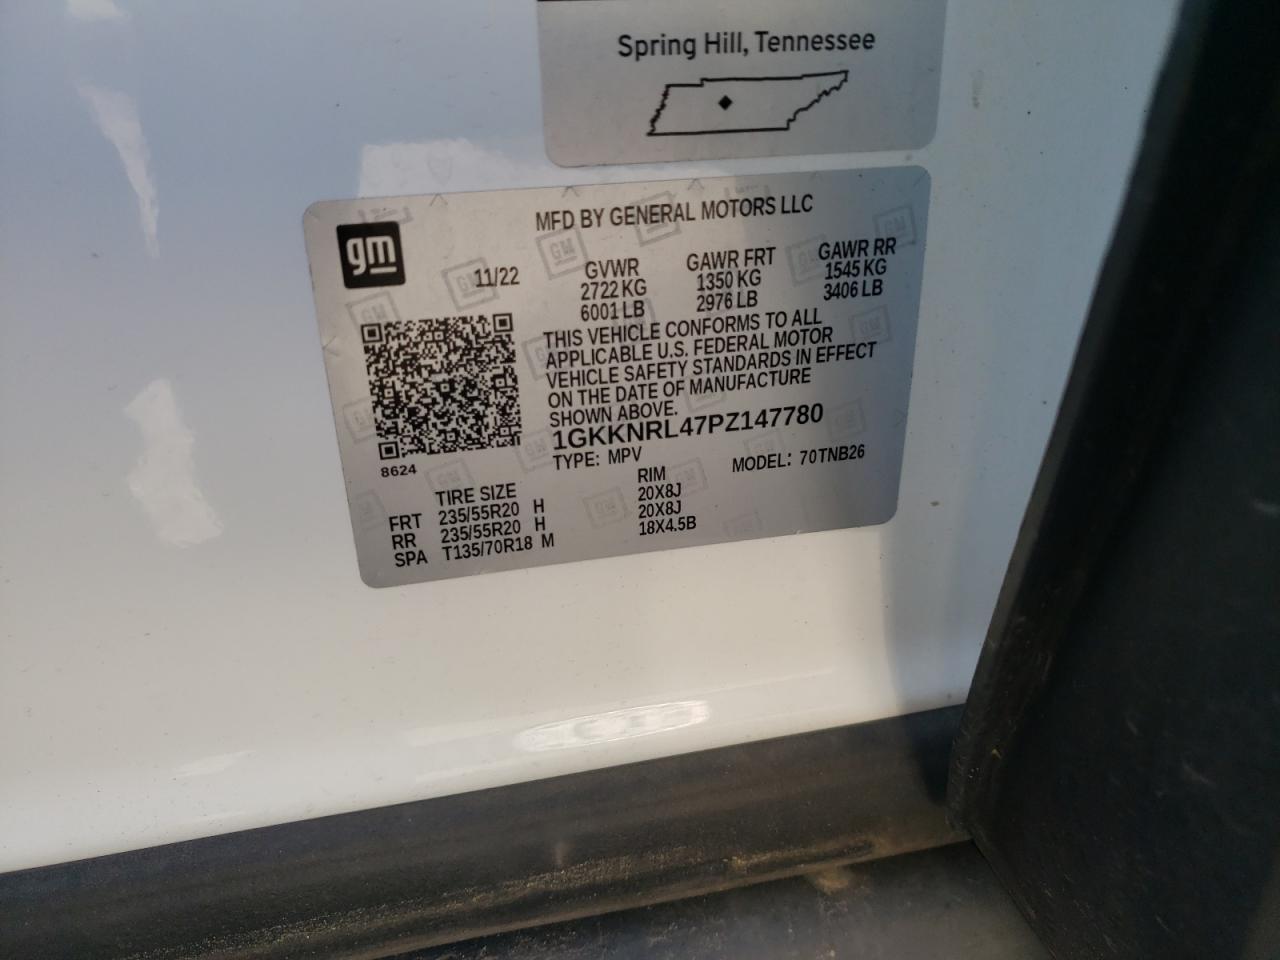 Spring Hill, Tennessee
MFD BY GENERAL MOTORS LLC
gm
11/22
GVWR GAWR FRT GAWR RR
2722 KG 1350 KG 1545 KG
6001 LB 2976 LB 3406 LB
THIS VEHICLE CONFORMS TO ALL
APPLICABLE U.S. FEDERAL MOTOR
VEHICLE SAFETY STANDARDS IN EFFECT
ON THE DATE OF MANUFACTURE
SHOWN ABOVE.
1GKKNRL47PZ147780
8624
TYPE: MPV MODEL: 70TNB26
TIRE SIZE RIM
FRT 235/55R20 H 20X8J
RR 235/55R20 H 20X8J
SPA T135/70R18 M 18X4.5B